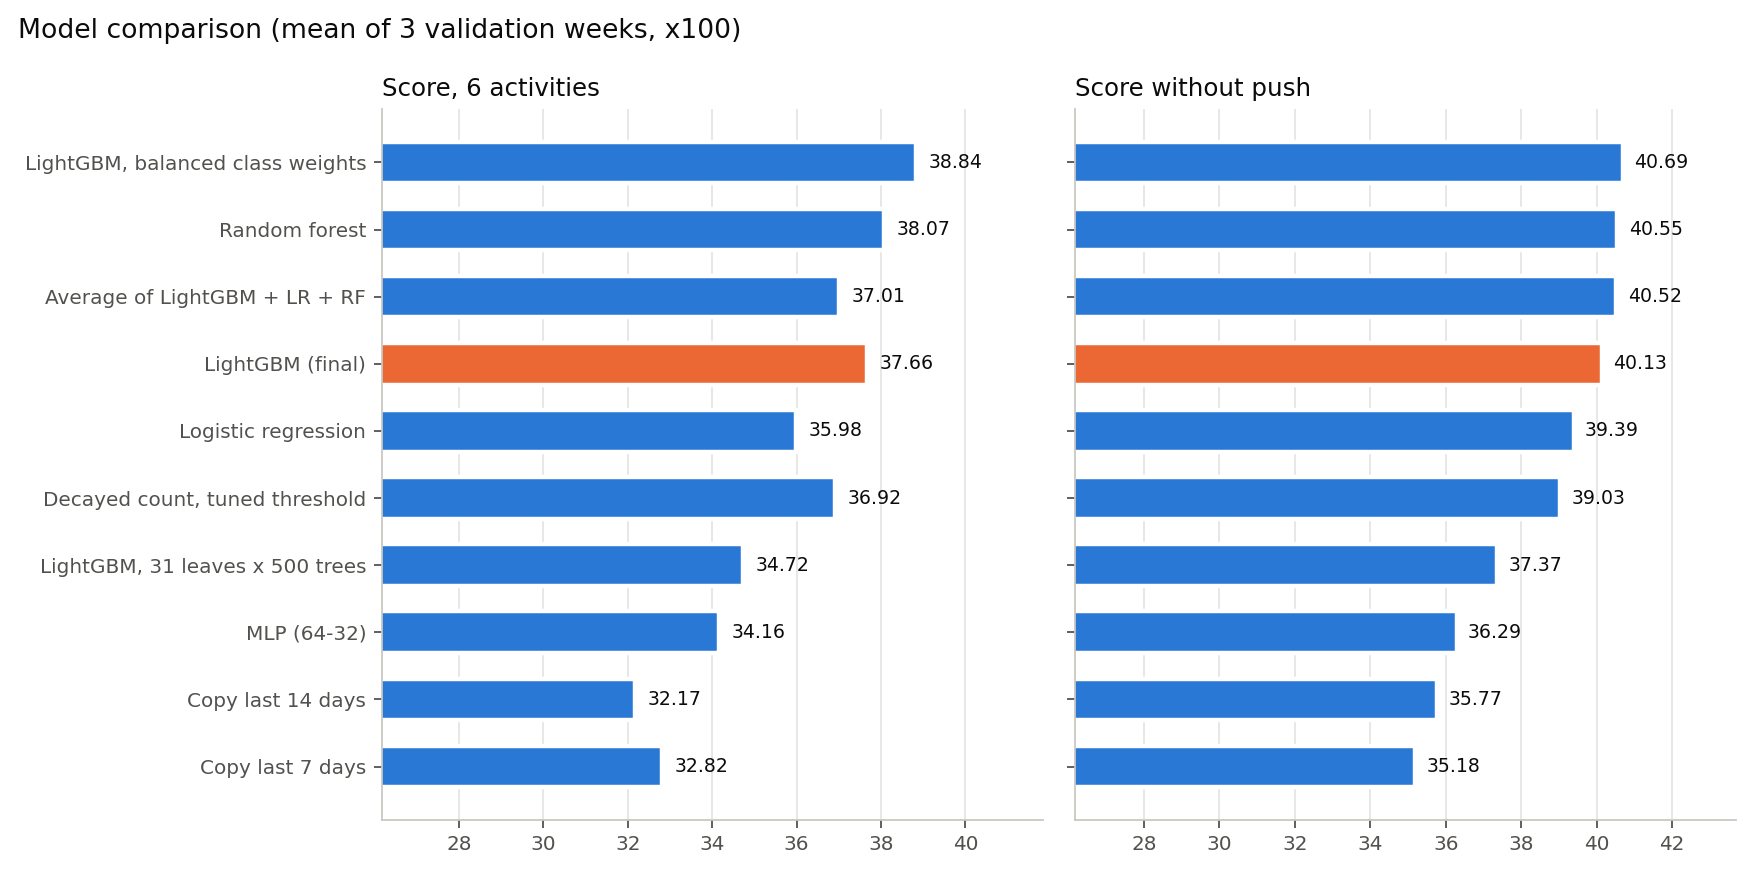 Model comparison (mean of 3 validation weeks, x100)
Score, 6 activities
Score without push
LightGBM, balanced class weights 38.84 40.69
Random forest 38.07 40.55
Average of LightGBM + LR + RF 37.01 40.52
LightGBM (final) 37.66 40.13
Logistic regression 35.98 39.39
Decayed count, tuned threshold 36.92 39.03
LightGBM, 31 leaves x 500 trees 34.72 37.37
MLP (64-32) 34.16 36.29
Copy last 14 days 32.17 35.77
Copy last 7 days 32.82 35.18
28 30 32 34 36 38 40
28 30 32 34 36 38 40 42